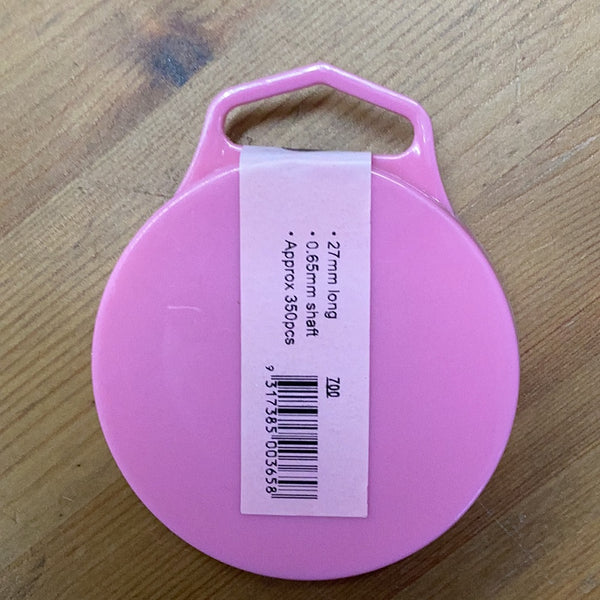 • 27mm long
• 0.65mm shaft
• Approx 350pcs
700
9 317385 003658